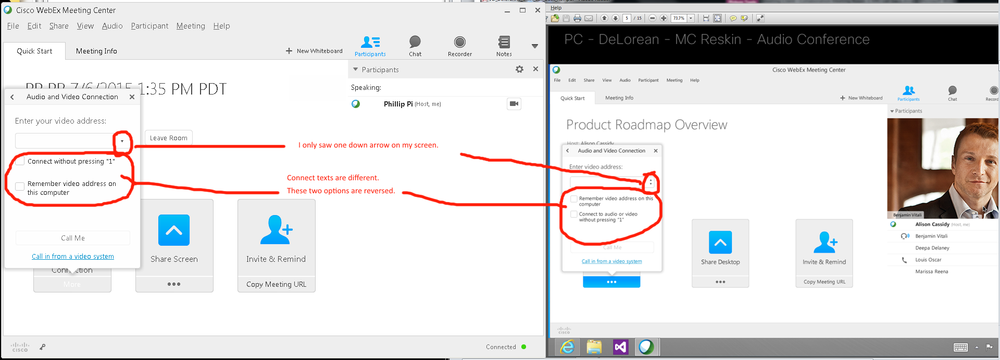 Cisco WebEx Meeting Center
File Edit Share View Audio Participant Meeting Help
Quick Start Meeting Info
New Whiteboard
Participants Chat Recorder Notes
Participants
Speaking:
Phillip Pi (Host, me)
PR PR 7/6/2015 1:35 PM PDT
Audio and Video Connection
Enter your video address:
Leave Room
Connect without pressing "1"
Remember video address on
this computer
Call Me
Call in from a video system
Connection
More
Share Screen
Invite & Remind
Copy Meeting URL
Connected
CISCO
I only saw one down arrow on my screen.
Connect texts are different.
These two options are reversed.
Help
5 / 15 73.7%
PC - DeLorean - MC Reskin - Audio Conference
Cisco WebEx Meeting Center
File Edit Share View Audio Participant Meeting Help
Quick Start Meeting Info
New Whiteboard
Participants Chat Record
Participants
Product Roadmap Overview
Host: Alison Cassidy
Audio and Video Connection
Enter video address:
Remember video address on this
computer
Connect to audio or video
without pressing "1"
Call Me
Call in from a video system
Share Desktop
Invite & Remind
Copy Meeting URL
Benjamin Vitali
Alison Cassidy (Host, me)
Benjamin Vitali
Deepa Delaney
Louis Oscar
Marissa Reena
CISCO